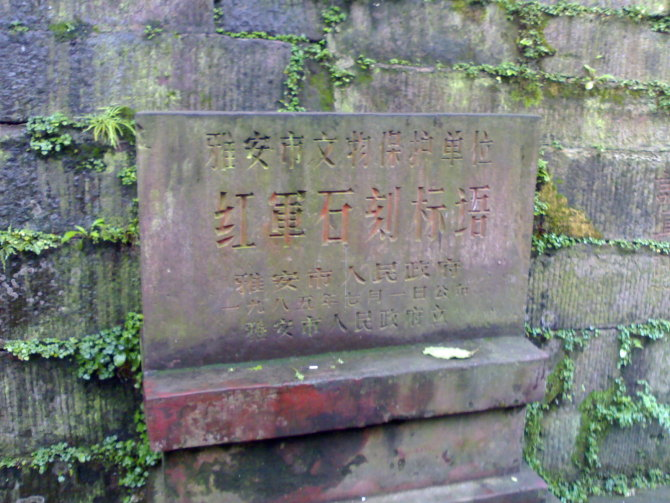 雅安市文物保护单位
红軍石刻标语
雅安市人民政府
一九八五年七月一日公布
雅安市人民政府立